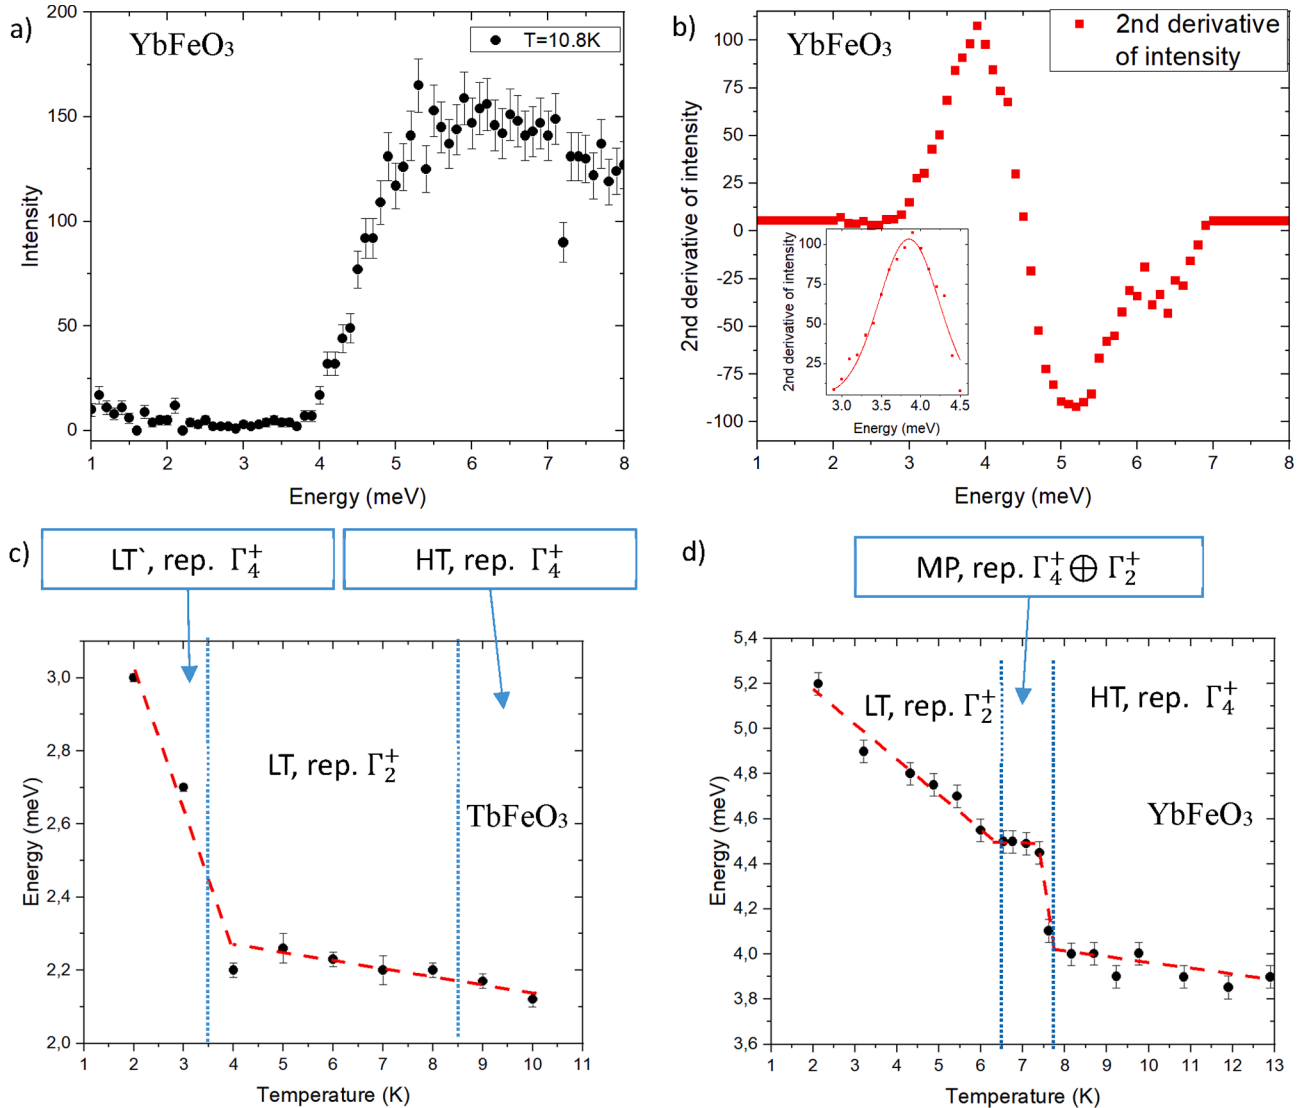 a)
YbFeO₃
T=10.8K
200
150
100
50
0
Intensity
1 2 3 4 5 6 7 8
Energy (meV)
b)
YbFeO₃
2nd derivative
of intensity
100
75
50
25
0
-25
-50
-75
-100
2nd derivative of intensity
100
75
50
25
2nd derivative of intensity
3.0 3.5 4.0 4.5
Energy (meV)
1 2 3 4 5 6 7 8
Energy (meV)
c)
LT`, rep. Γ₄⁺
HT, rep. Γ₄⁺
3,0
2,8
2,6
2,4
2,2
2,0
Energy (meV)
LT, rep. Γ₂⁺
TbFeO₃
1 2 3 4 5 6 7 8 9 10 11
Temperature (K)
d)
MP, rep. Γ₄⁺ ⊕ Γ₂⁺
5,4
5,2
5,0
4,8
4,6
4,4
4,2
4,0
3,8
3,6
Energy (meV)
LT, rep. Γ₂⁺
HT, rep. Γ₄⁺
YbFeO₃
1 2 3 4 5 6 7 8 9 10 11 12 13
Temperature (K)